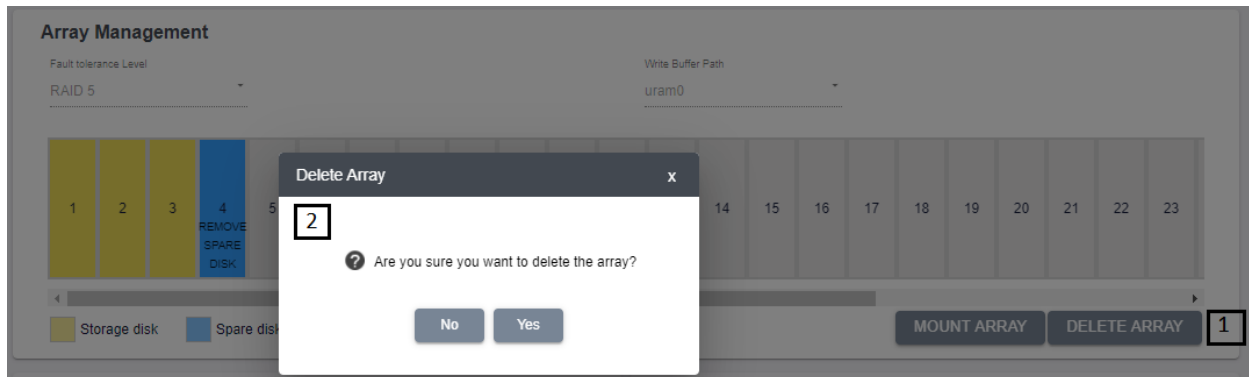 Array Management
Fault tolerance Level
Write Buffer Path
RAID 5
uram0
Delete Array
x
1
2
3
4
REMOVE
SPARE
DISK
5
14
15
16
17
18
19
20
21
22
23
2
Are you sure you want to delete the array?
No
Yes
Storage disk
Spare disk
MOUNT ARRAY
DELETE ARRAY
1